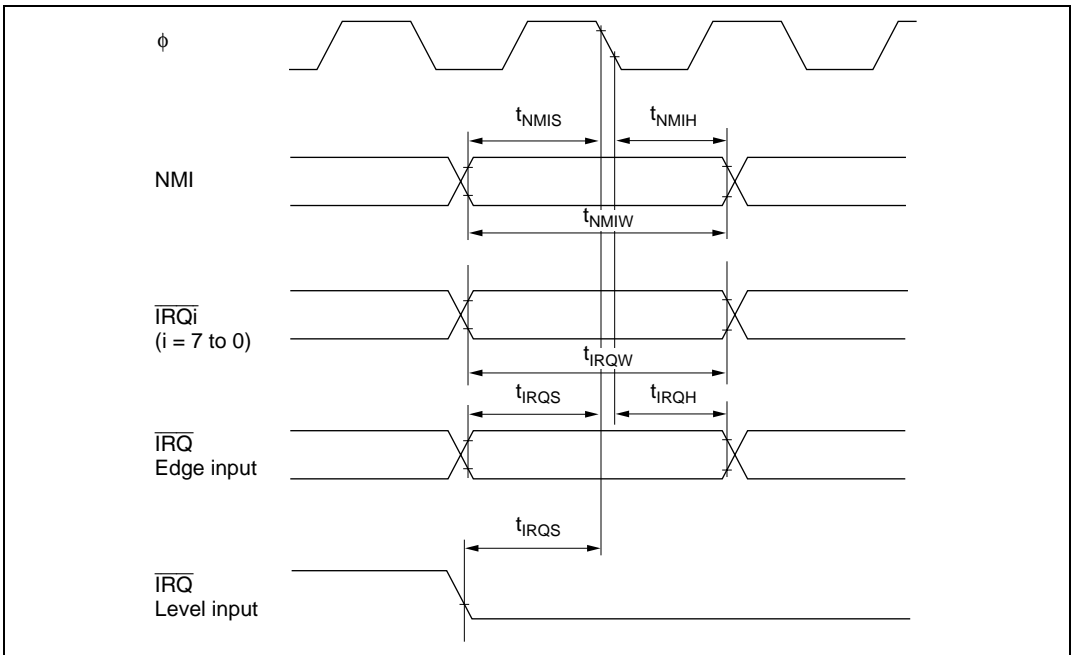 ϕ
tNMIS
tNMIH
NMI
tNMIW
IRQi
(i = 7 to 0)
tIRQW
tIRQS
tIRQH
IRQ
Edge input
tIRQS
IRQ
Level input